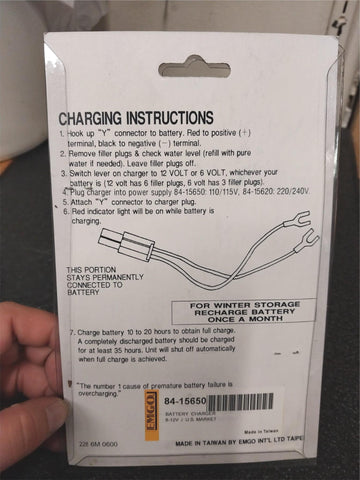 CHARGING INSTRUCTIONS
1. Hook up "Y" connector to battery. Red to positive (+)
terminal, black to negative (−) terminal.
2. Remove filler plugs & check water level (refill with pure
water if needed). Leave filler plugs off.
3. Switch lever on charger to 12 VOLT or 6 VOLT, whichever your
battery is (12 volt has 6 filler plugs, 6 volt has 3 filler plugs).
4. Plug charger into power supply 84-15650: 110/115V, 84-15620: 220/240V.
5. Attach "Y" connector to charger plug.
6. Red indicator light will be on while battery is
charging.
THIS PORTION
STAYS PERMANENTLY
CONNECTED TO
BATTERY
FOR WINTER STORAGE
RECHARGE BATTERY
ONCE A MONTH
7. Charge battery 10 to 20 hours to obtain full charge.
A completely discharged battery should be charged
for at least 35 hours. Unit will shut off automatically
when full charge is achieved.
"The number 1 cause of premature battery failure is
overcharging."
EMGO
84-15650
BATTERY CHARGER
6-12V / U.S. MARKET
Made in Taiwan
228 6M 0600
MADE IN TAIWAN BY EMGO INT'L LTD TAIPE